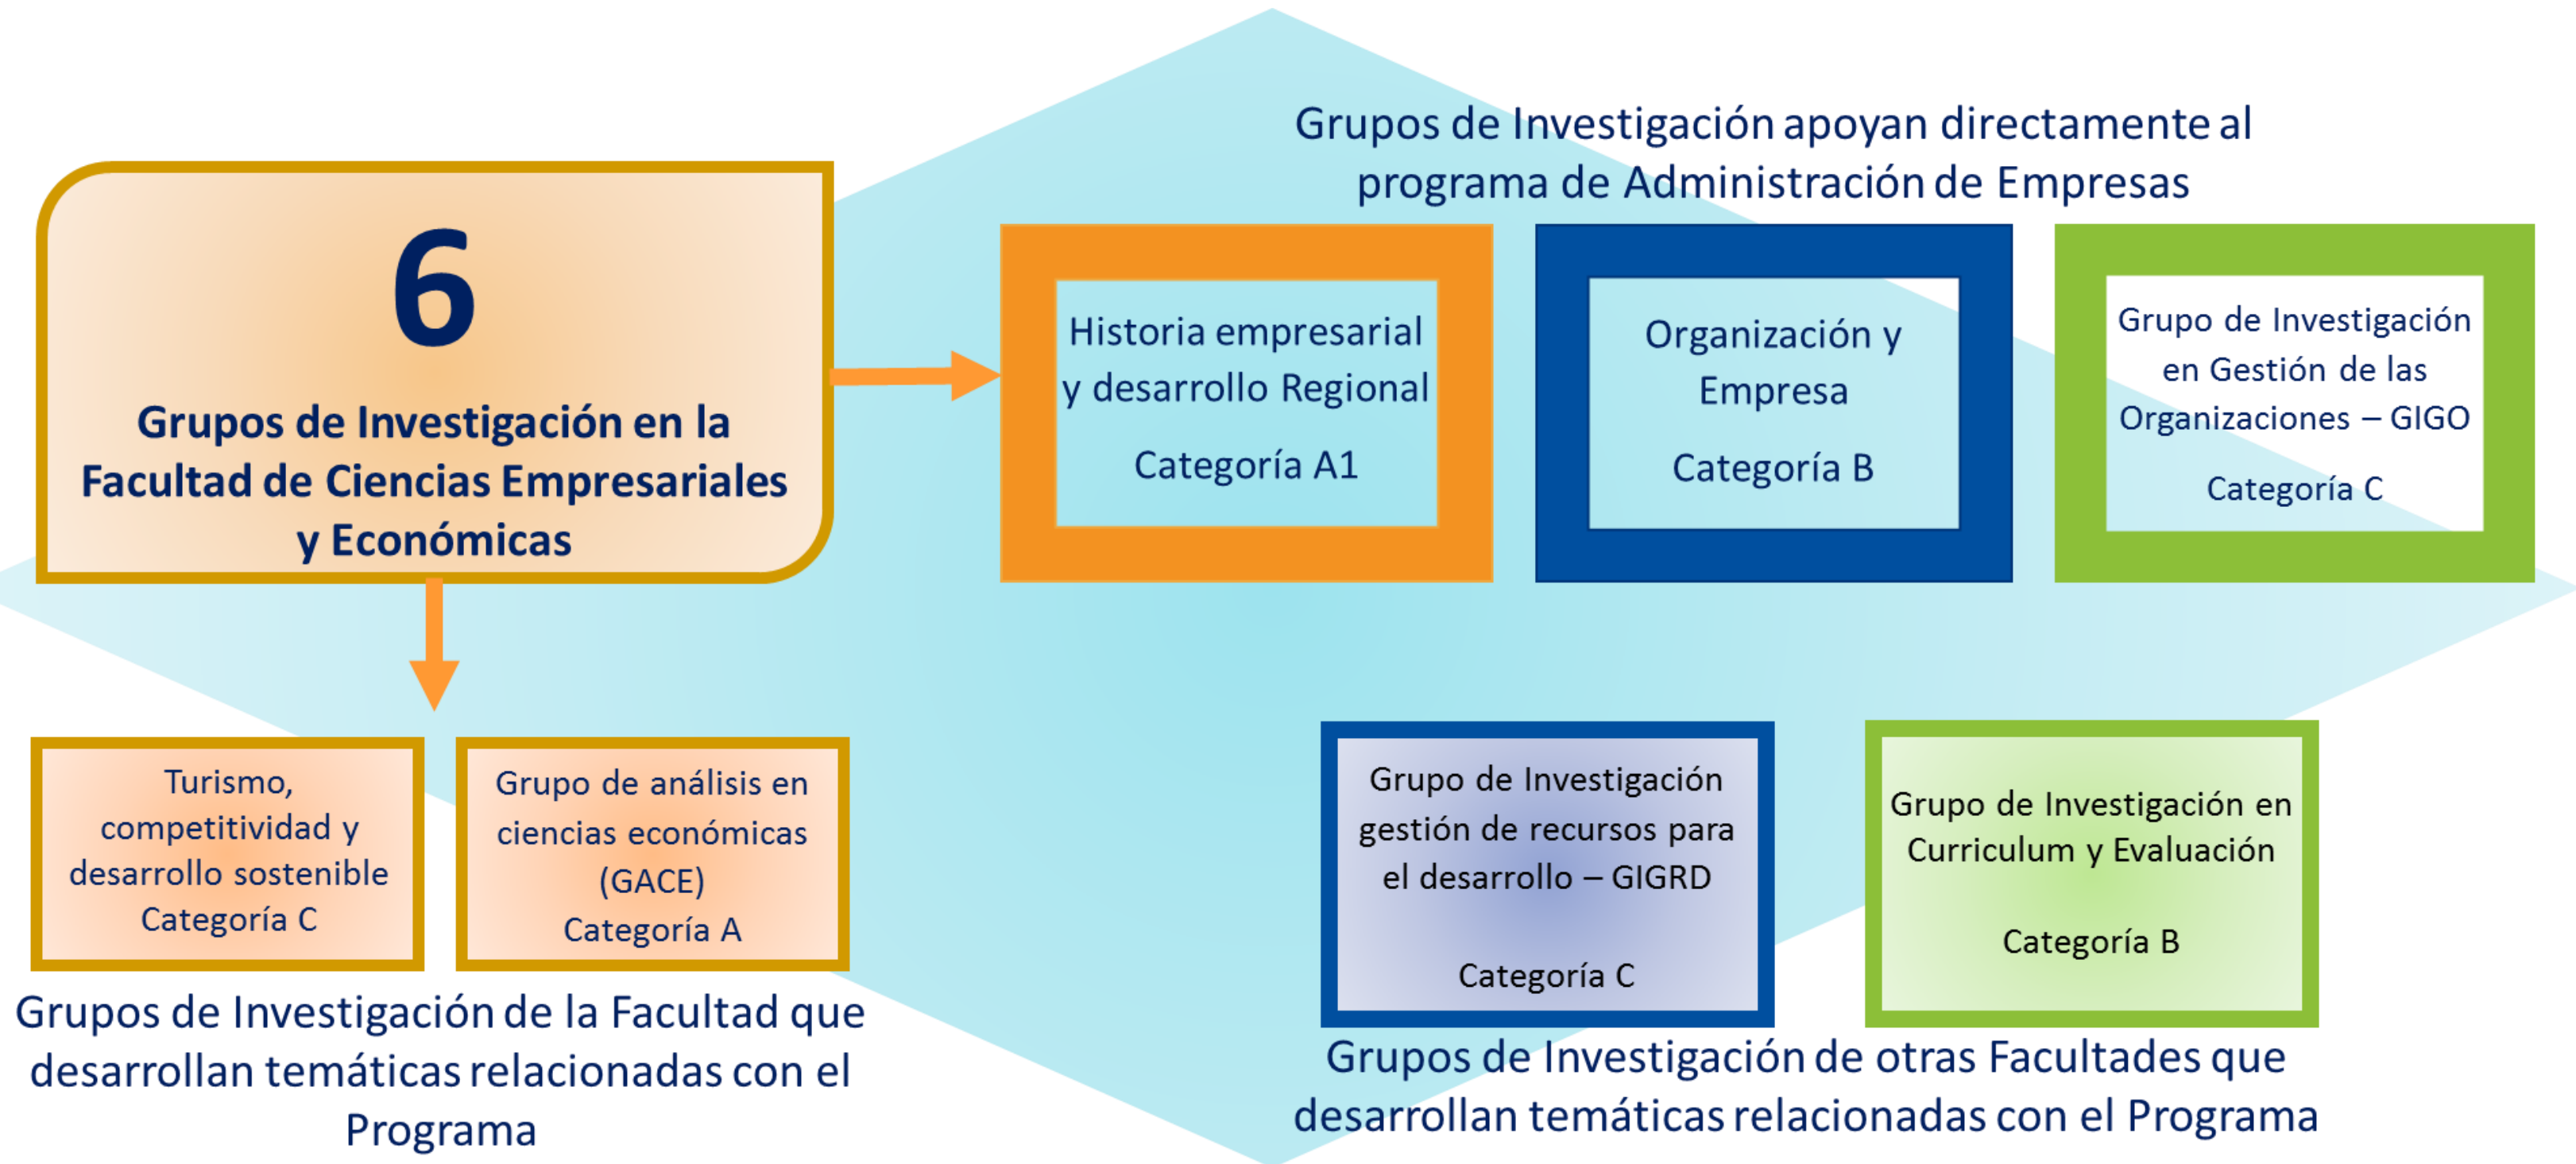 6
Grupos de Investigación en la
Facultad de Ciencias Empresariales
y Económicas
Grupos de Investigación apoyan directamente al
programa de Administración de Empresas
Historia empresarial
y desarrollo Regional
Categoría A1
Organización y
Empresa
Categoría B
Grupo de Investigación
en Gestión de las
Organizaciones – GIGO
Categoría C
Turismo,
competitividad y
desarrollo sostenible
Categoría C
Grupo de análisis en
ciencias económicas
(GACE)
Categoría A
Grupos de Investigación de la Facultad que
desarrollan temáticas relacionadas con el
Programa
Grupo de Investigación
gestión de recursos para
el desarrollo – GIGRD
Categoría C
Grupo de Investigación en
Curriculum y Evaluación
Categoría B
Grupos de Investigación de otras Facultades que
desarrollan temáticas relacionadas con el Programa